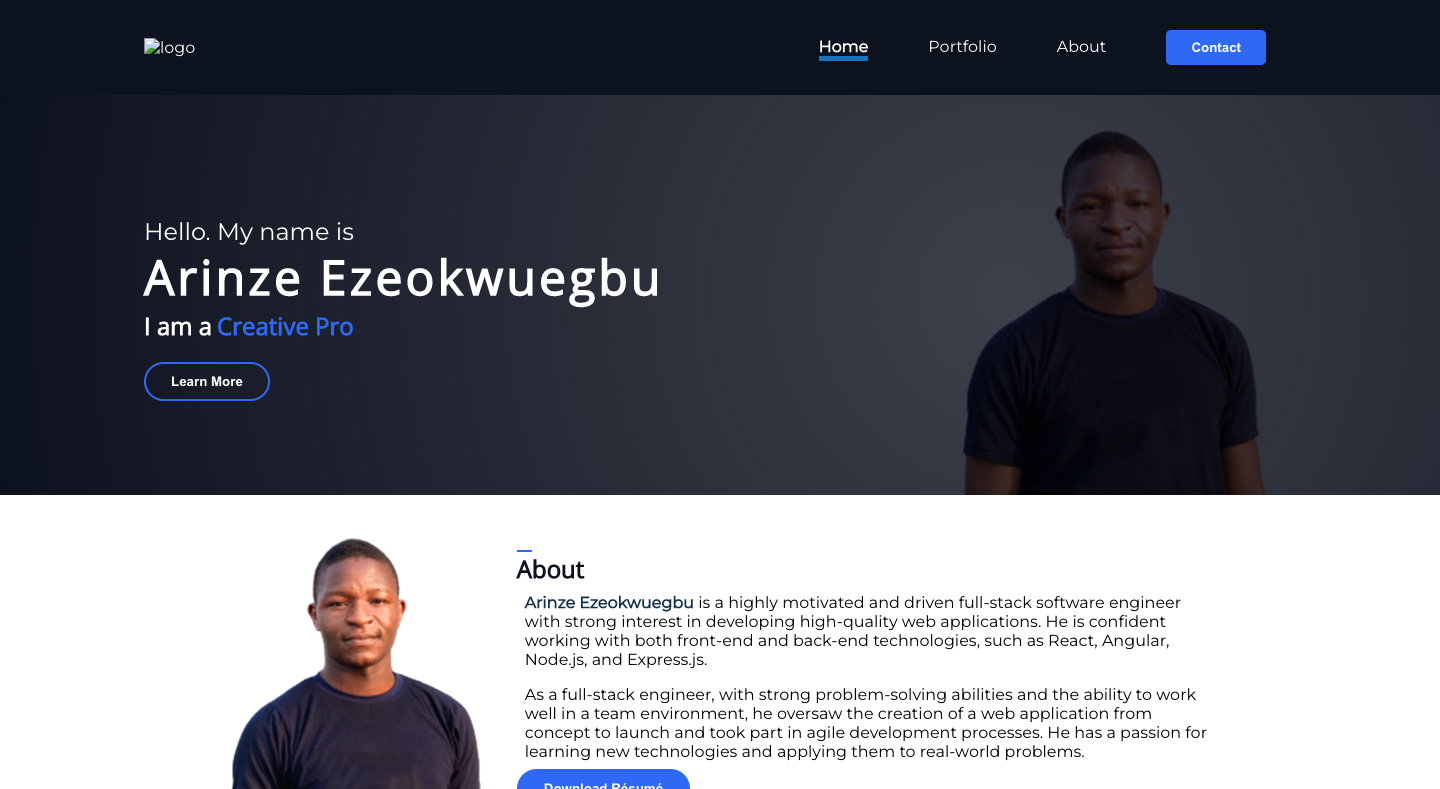 logo
Home
Portfolio
About
Contact
Hello. My name is
Arinze Ezeokwuegbu
I am a Creative Pro
Learn More
About
Arinze Ezeokwuegbu is a highly motivated and driven full-stack software engineer
with strong interest in developing high-quality web applications. He is confident
working with both front-end and back-end technologies, such as React, Angular,
Node.js, and Express.js.
As a full-stack engineer, with strong problem-solving abilities and the ability to work
well in a team environment, he oversaw the creation of a web application from
concept to launch and took part in agile development processes. He has a passion for
learning new technologies and applying them to real-world problems.
Download Résumé